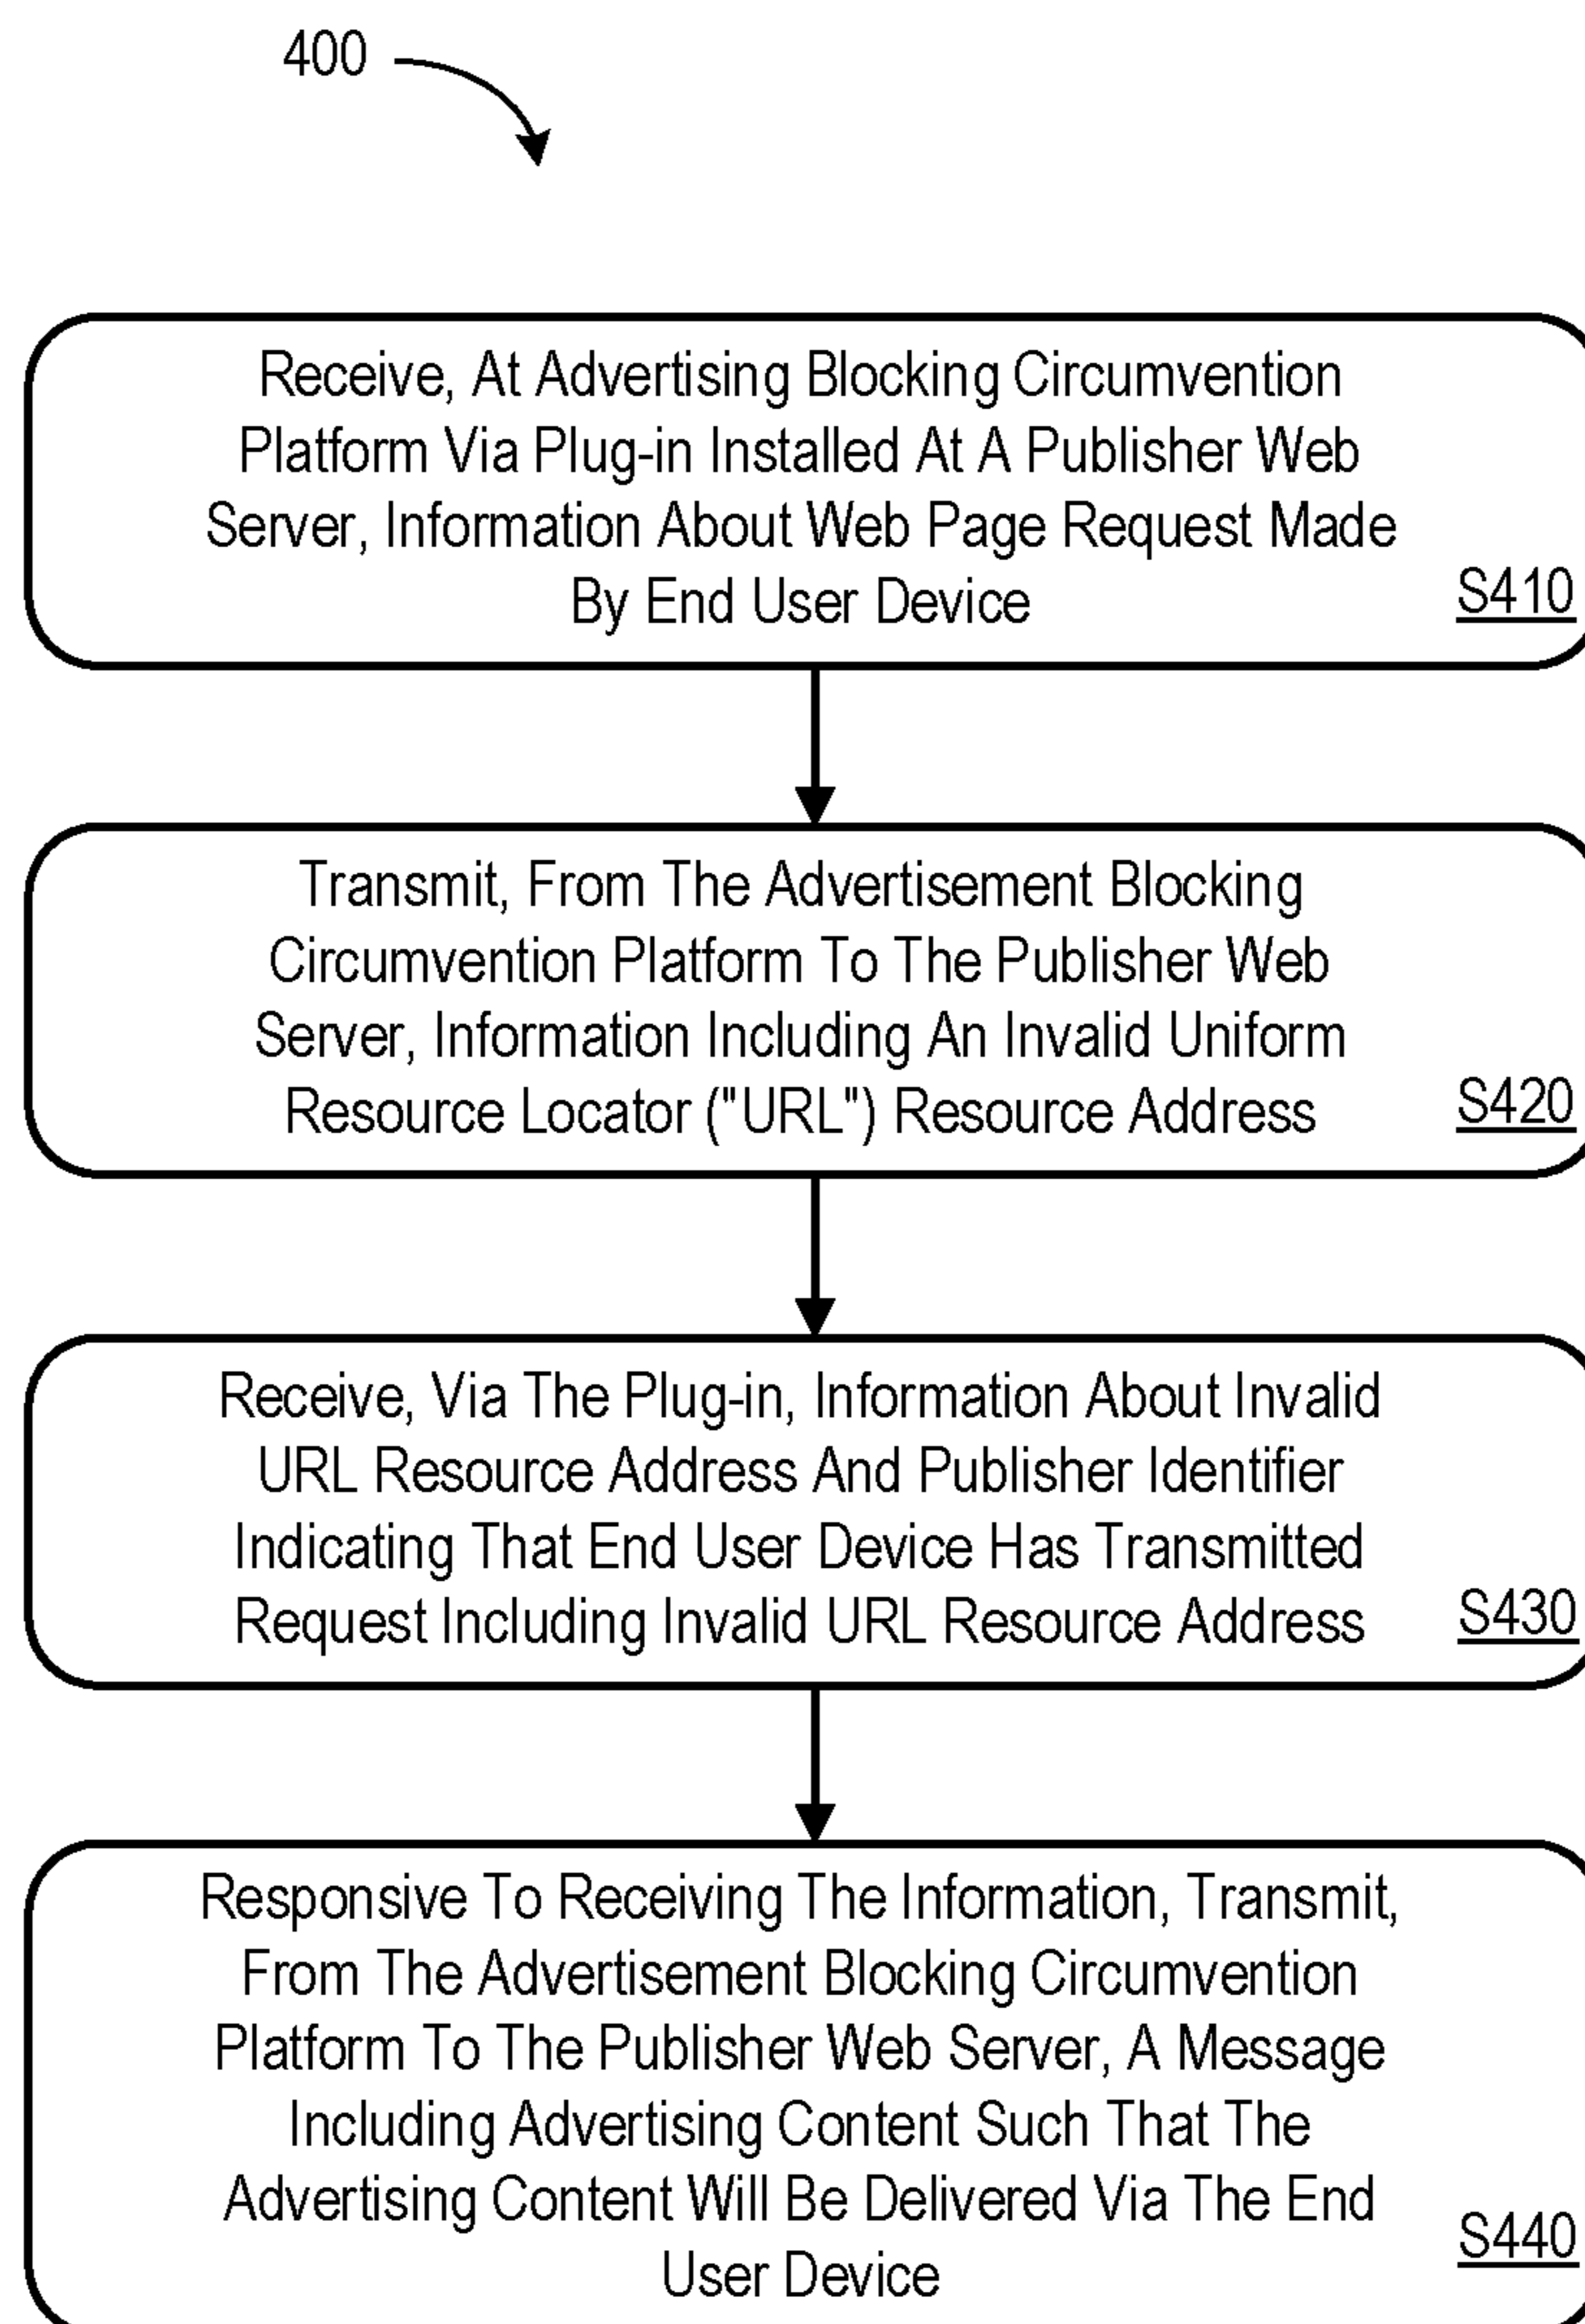 400
Receive, At Advertising Blocking Circumvention
Platform Via Plug-in Installed At A Publisher Web
Server, Information About Web Page Request Made
By End User Device
S410
Transmit, From The Advertisement Blocking
Circumvention Platform To The Publisher Web
Server, Information Including An Invalid Uniform
Resource Locator ("URL") Resource Address
S420
Receive, Via The Plug-in, Information About Invalid
URL Resource Address And Publisher Identifier
Indicating That End User Device Has Transmitted
Request Including Invalid URL Resource Address
S430
Responsive To Receiving The Information, Transmit,
From The Advertisement Blocking Circumvention
Platform To The Publisher Web Server, A Message
Including Advertising Content Such That The
Advertising Content Will Be Delivered Via The End
User Device
S440